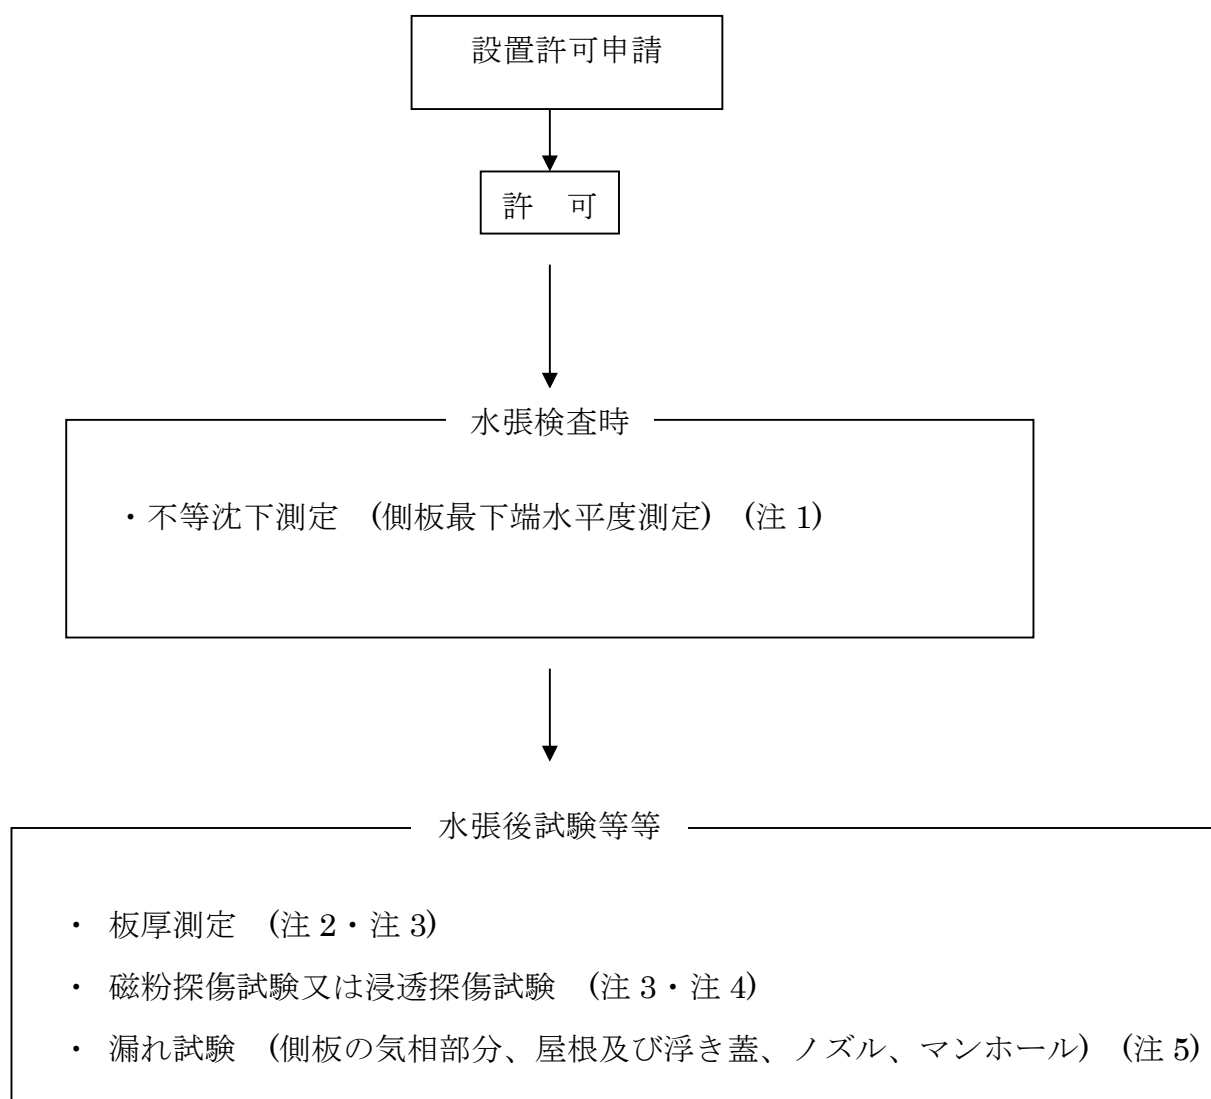 設置許可申請
許　可
水張検査時
・不等沈下測定　(側板最下端水平度測定)　(注 1)
水張後試験等等
・ 板厚測定　(注 2・注 3)
・ 磁粉探傷試験又は浸透探傷試験　(注 3・注 4)
・ 漏れ試験　(側板の気相部分、屋根及び浮き蓋、ノズル、マンホール)　(注 5)